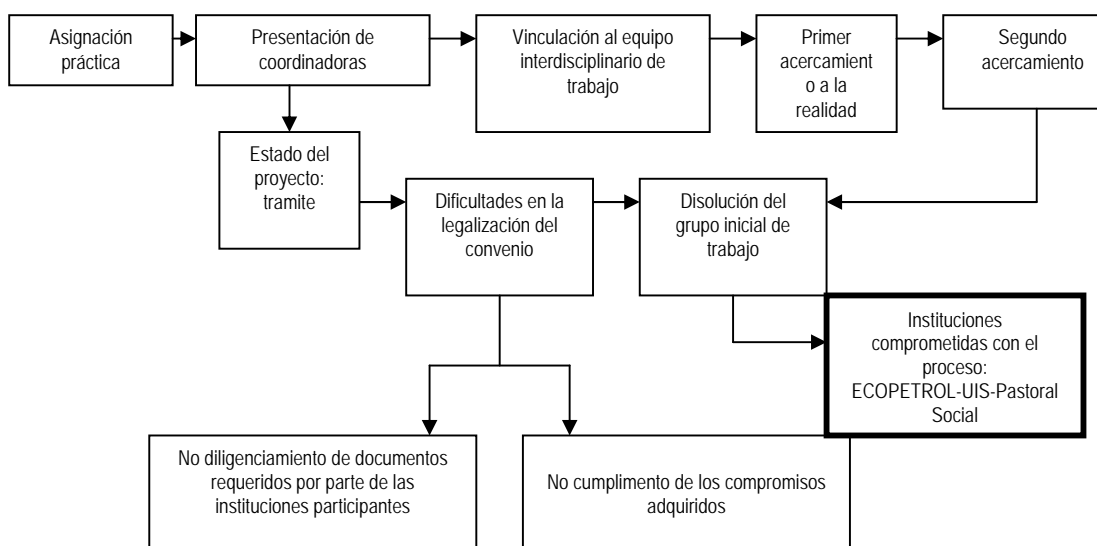 Asignación
práctica
Presentación de
coordinadoras
Vinculación al equipo
interdisciplinario de
trabajo
Primer
acercamient
o a la
realidad
Segundo
acercamiento
Estado del
proyecto:
tramite
Dificultades en la
legalización del
convenio
Disolución del
grupo inicial de
trabajo
Instituciones
comprometidas con el
proceso:
ECOPETROL-UIS-Pastoral
Social
No diligenciamiento de documentos
requeridos por parte de las
instituciones participantes
No cumplimento de los compromisos
adquiridos